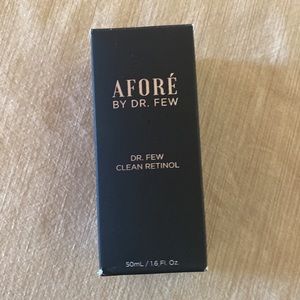 AFORÉ
BY DR. FEW
DR. FEW
CLEAN RETINOL
50mL / 1.6 Fl. Oz.